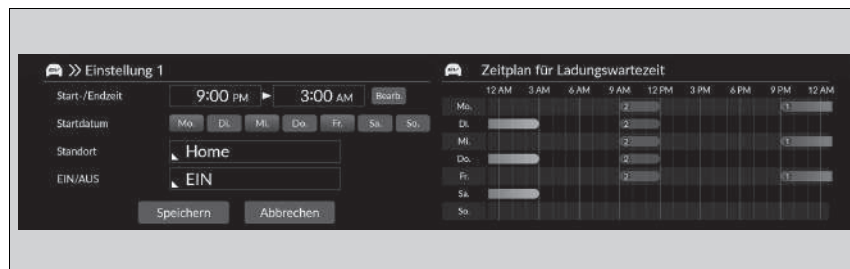 Einstellung 1
Start-/Endzeit 9:00 PM 3:00 AM Bearb.
Startdatum Mo. Di. Mi. Do. Fr. Sa. So.
Standort Home
EIN/AUS EIN
Speichern Abbrechen
Zeitplan für Ladungswartezeit
12 AM 3 AM 6 AM 9 AM 12 PM 3 PM 6 PM 9 PM 12 AM
Mo. 2 1
Di. 2
Mi. 2 1
Do. 2
Fr. 2 1
Sa.
So.